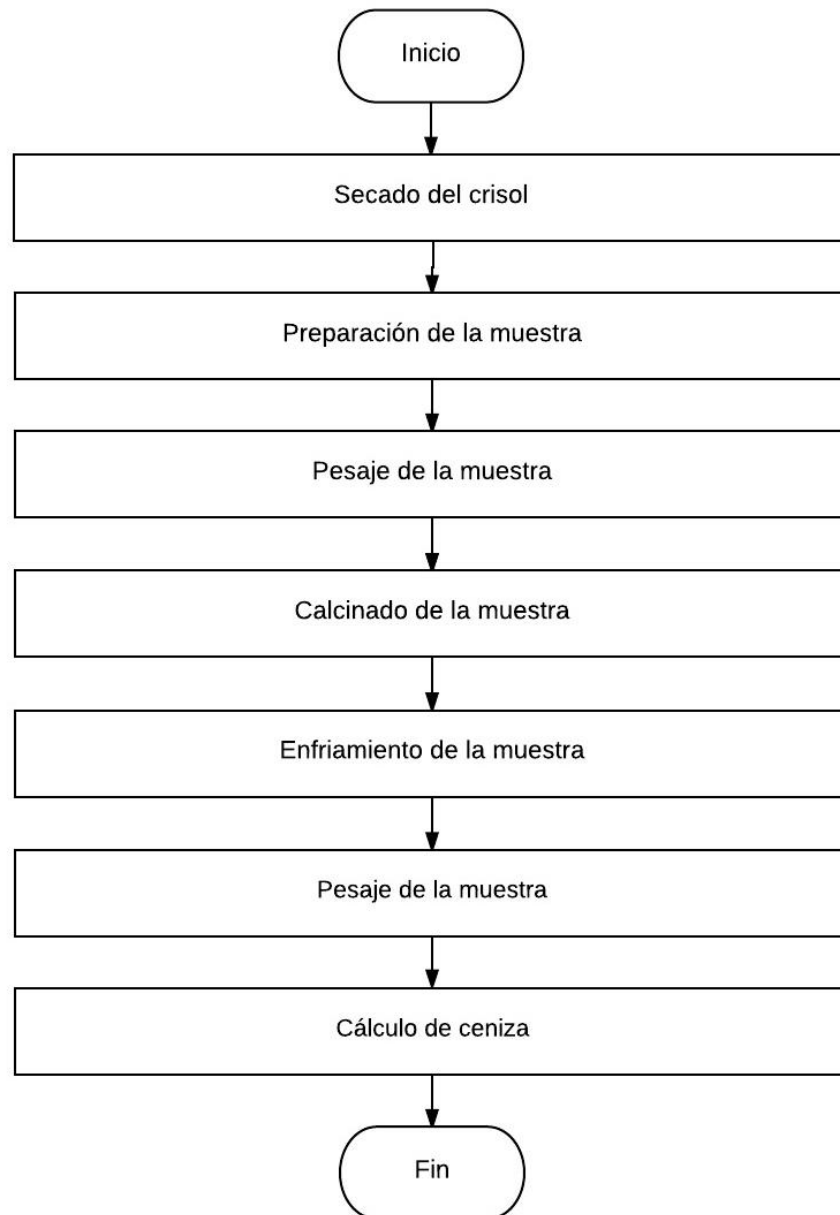 Inicio
Secado del crisol
Preparación de la muestra
Pesaje de la muestra
Calcinado de la muestra
Enfriamiento de la muestra
Pesaje de la muestra
Cálculo de ceniza
Fin